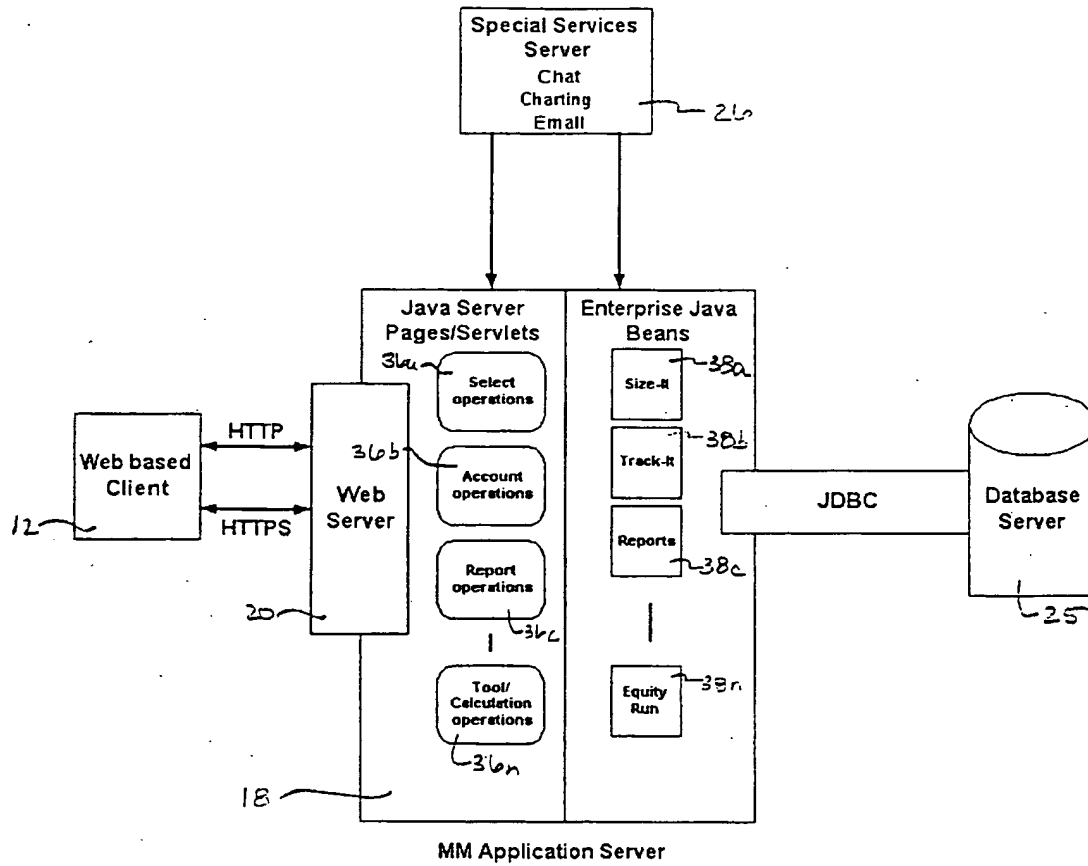 Special Services
Server
Chat
Charting
Email
26
Java Server
Pages/Servlets
Enterprise Java
Beans
36a
Select
operations
38a
Size-It
HTTP
Web based
Client
HTTPS
12
Web
Server
20
36b
Account
operations
38b
Track-It
JDBC
Database
Server
25
Report
operations
36c
Reports
38c
Tool/
Calculation
operations
36n
Equity
Run
38n
18
MM Application Server